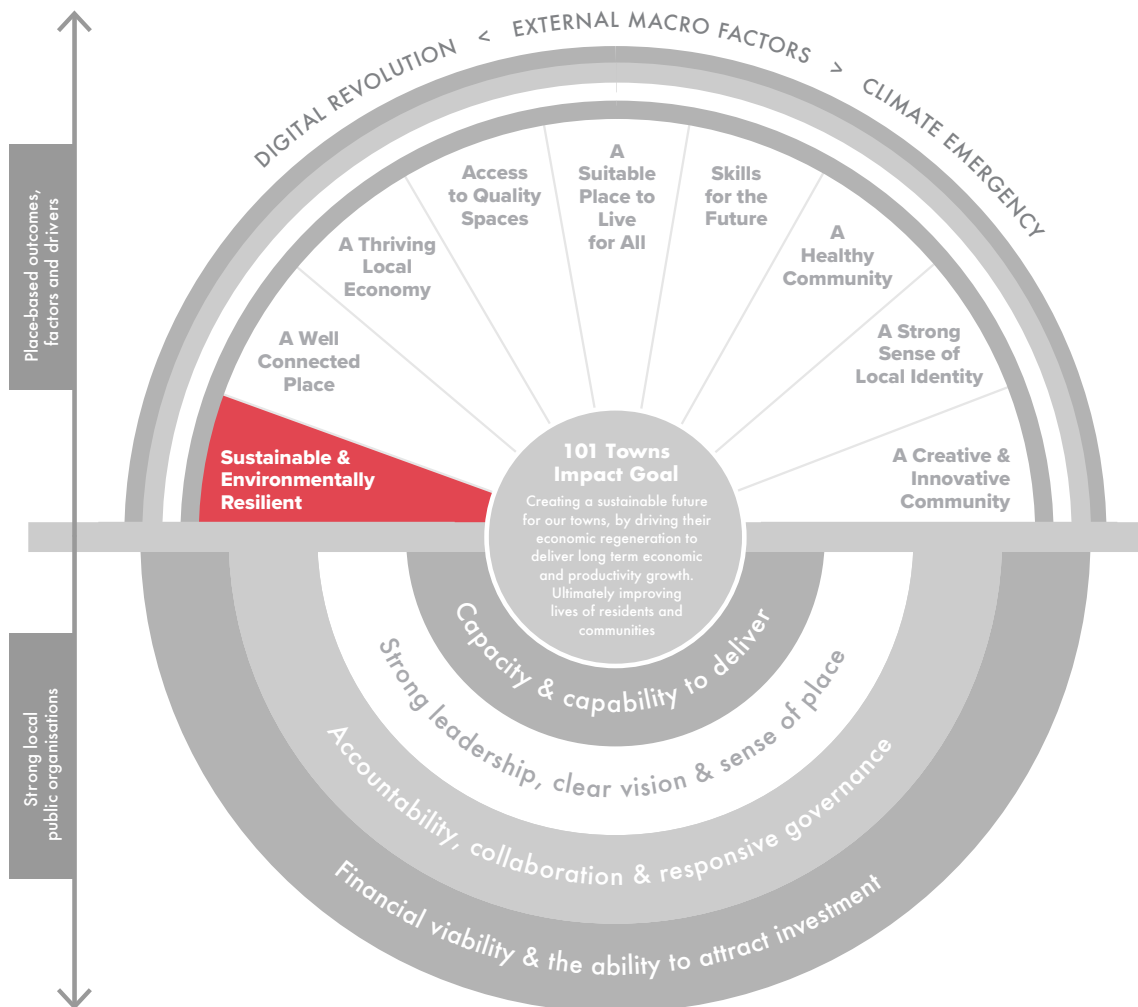 DIGITAL REVOLUTION < EXTERNAL MACRO FACTORS > CLIMATE EMERGENCY
Place-based outcomes,
factors and drivers
Sustainable &
Environmentally
Resilient
A Well
Connected
Place
A Thriving
Local
Economy
Access
to Quality
Spaces
A
Suitable
Place to
Live
for All
Skills
for the
Future
A
Healthy
Community
A Strong
Sense of
Local Identity
A Creative &
Innovative
Community
101 Towns
Impact Goal
Creating a sustainable future
for our towns, by driving their
economic regeneration to
deliver long term economic
and productivity growth.
Ultimately improving
lives of residents and
communities
Strong local
public organisations
Capacity & capability to deliver
Strong leadership, clear vision & sense of place
Accountability, collaboration & responsive governance
Financial viability & the ability to attract investment